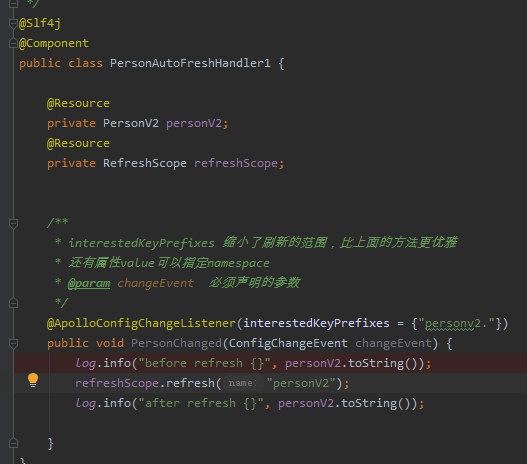 */
@Slf4j
@Component
public class PersonAutoFreshHandler1 {
@Resource
private PersonV2 personV2;
@Resource
private RefreshScope refreshScope;
/**
* interestedKeyPrefixes 缩小了刷新的范围，比上面的方法更优雅
* 还有属性value可以指定namespace
* @param changeEvent 必须声明的参数
*/
@ApolloConfigChangeListener(interestedKeyPrefixes = {"personv2."})
public void PersonChanged(ConfigChangeEvent changeEvent) {
log.info("before refresh {}", personV2.toString());
refreshScope.refresh( name: "personV2");
log.info("after refresh {}", personV2.toString());
}
}